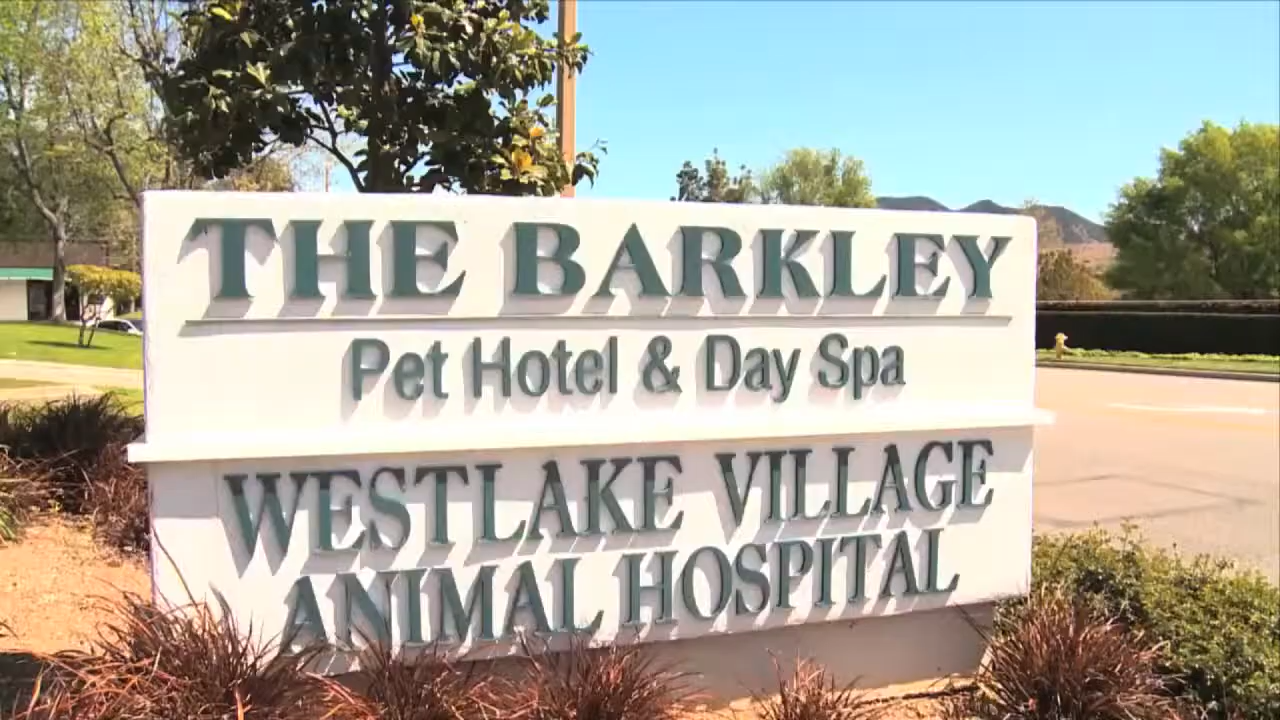 THE BARKLEY
Pet Hotel & Day Spa
WESTLAKE VILLAGE
ANIMAL HOSPITAL